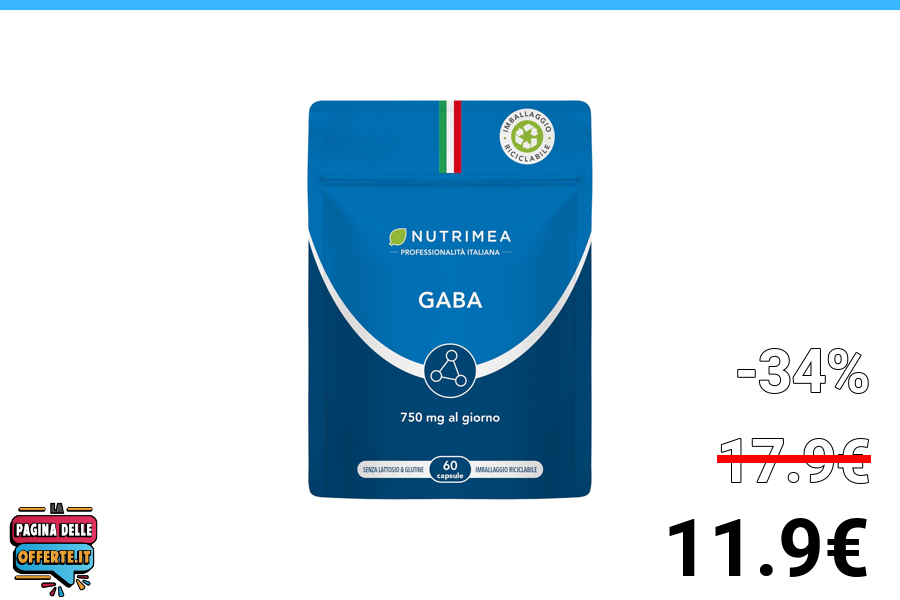 IMBALLAGGIO
RICICLABILE
NUTRIMEA
PROFESSIONALITÀ ITALIANA
GABA
750 mg al giorno
SENZA LATTOSIO & GLUTINE
60
capsule
IMBALLAGGIO RICICLABILE
-34%
17.9€
11.9€
LA
PAGINA DELLE
OFFERTE.IT